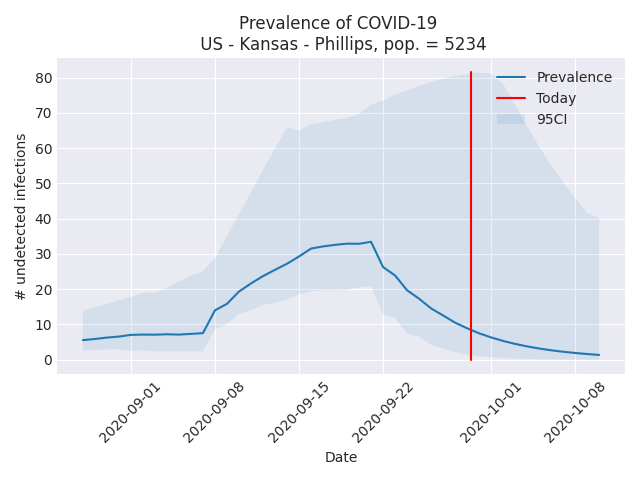 Prevalence of COVID-19
US - Kansas - Phillips, pop. = 5234
Prevalence
Today
95CI
# undetected infections
80
70
60
50
40
30
20
10
0
2020-09-01
2020-09-08
2020-09-15
2020-09-22
2020-10-01
2020-10-08
Date